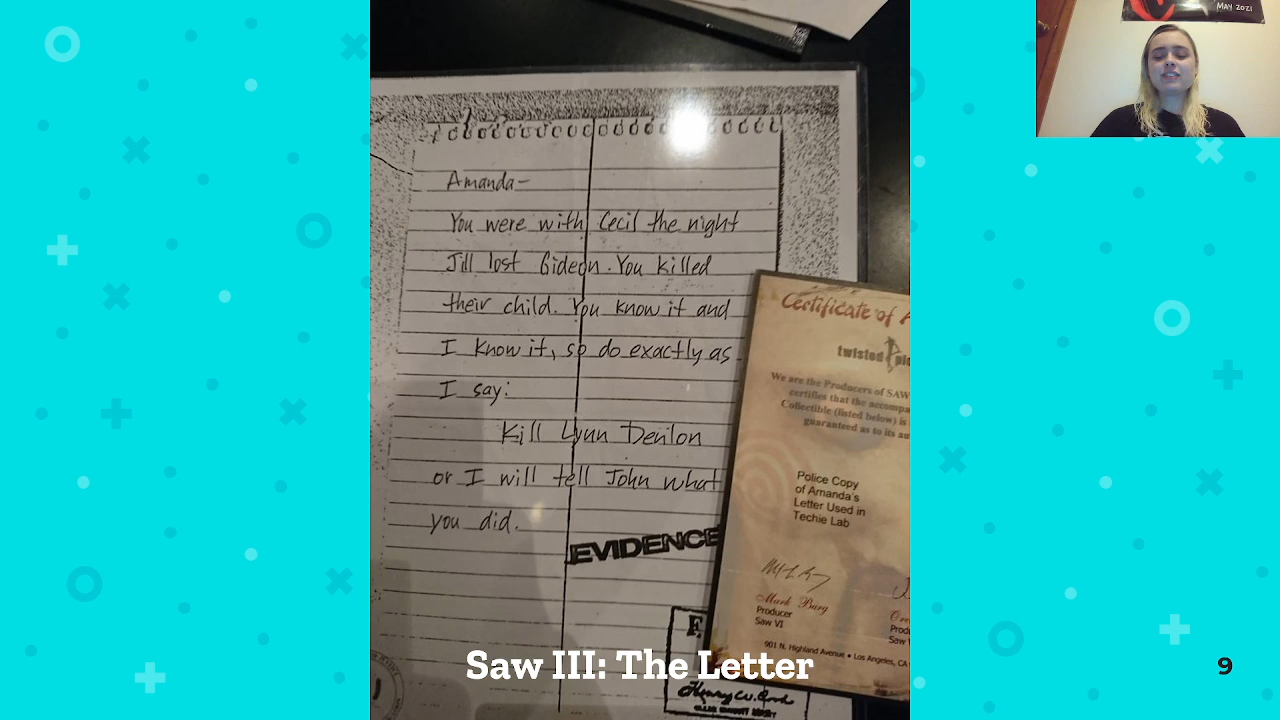 MAY 2021
Amanda-
You were with Cecil the night
Jill lost Gideon. You killed
their child. You know it and
I know it, so do exactly as
I say:
Kill Lynn Denlon
or I will tell John what
you did.
EVIDENCE
Certificate of A
twisted pic
We are the Producers of SAW
certifies that the accompa
Collectible (listed below) is
guaranteed as to its au
Police Copy
of Amanda's
Letter Used in
Techie Lab
Mark Burg
Producer
Saw VI
Ore
Prod
Saw
901 N. Highland Avenue • Los Angeles, CA
F.
Saw III: The Letter
9